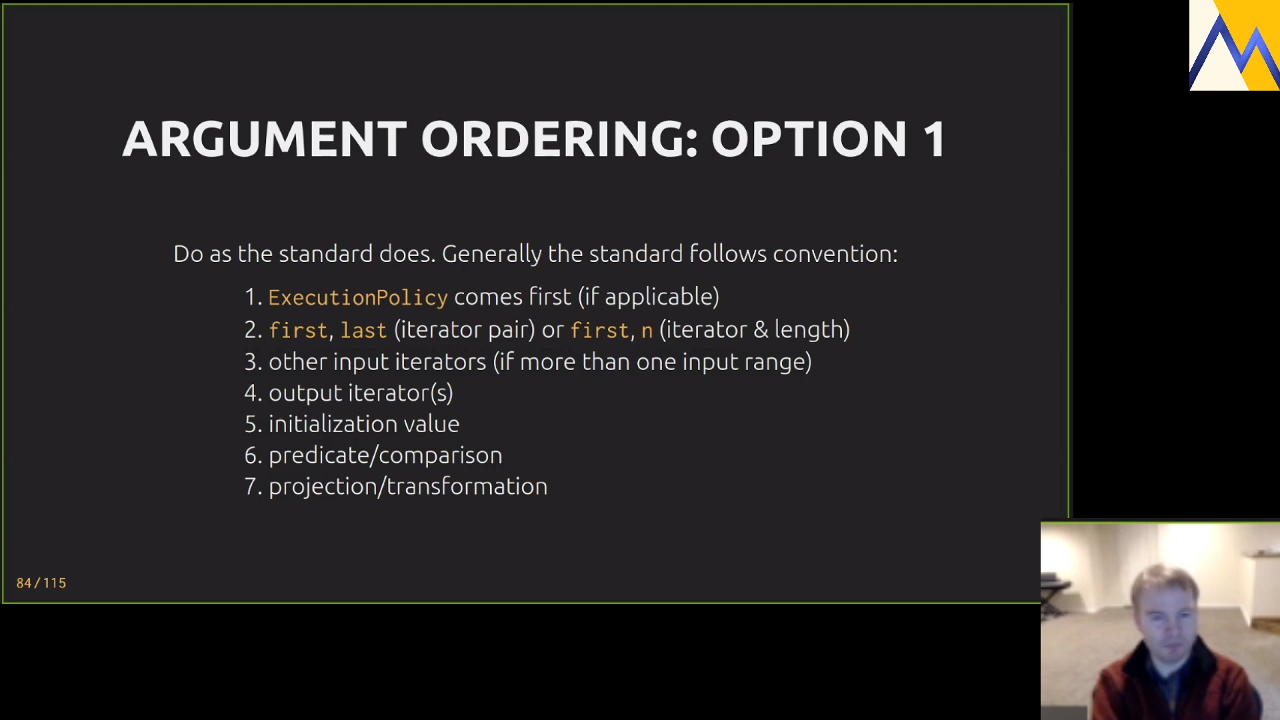 ARGUMENT ORDERING: OPTION 1
Do as the standard does. Generally the standard follows convention:
1. ExecutionPolicy comes first (if applicable)
2. first, last (iterator pair) or first, n (iterator & length)
3. other input iterators (if more than one input range)
4. output iterator(s)
5. initialization value
6. predicate/comparison
7. projection/transformation
84 / 115